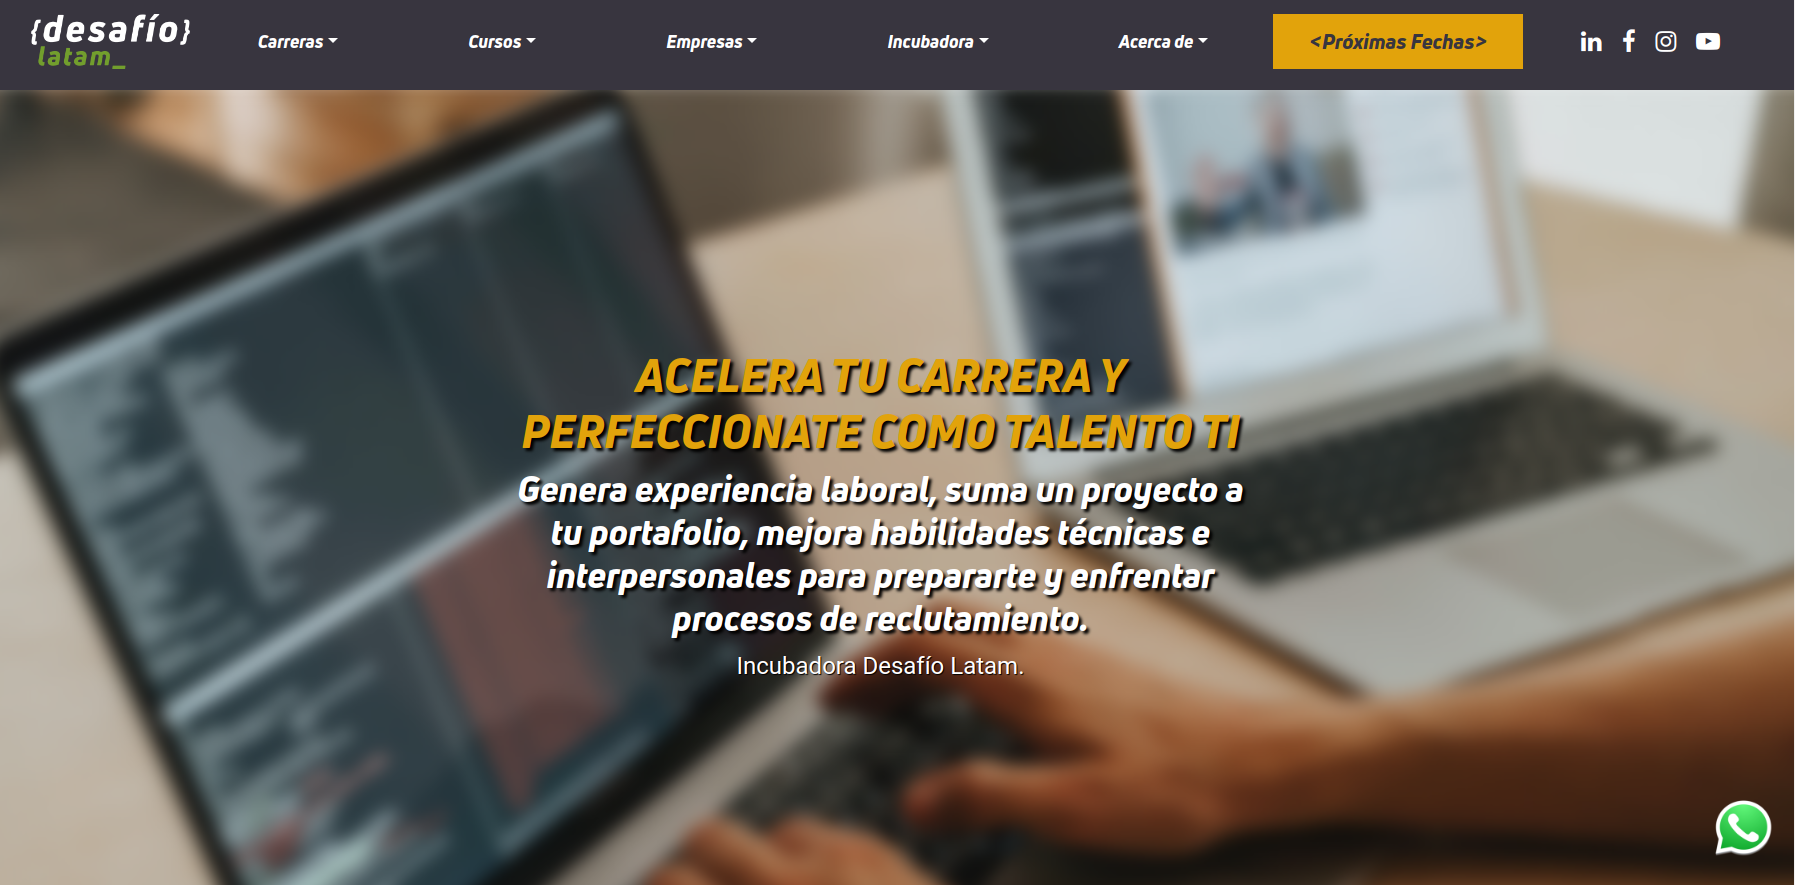 {desafío}
latam_
Carreras
Cursos
Empresas
Incubadora
Acerca de
<Próximas Fechas>
ACELERA TU CARRERA Y
PERFECCIONATE COMO TALENTO TI
Genera experiencia laboral, suma un proyecto a
tu portafolio, mejora habilidades técnicas e
interpersonales para prepararte y enfrentar
procesos de reclutamiento.
Incubadora Desafío Latam.